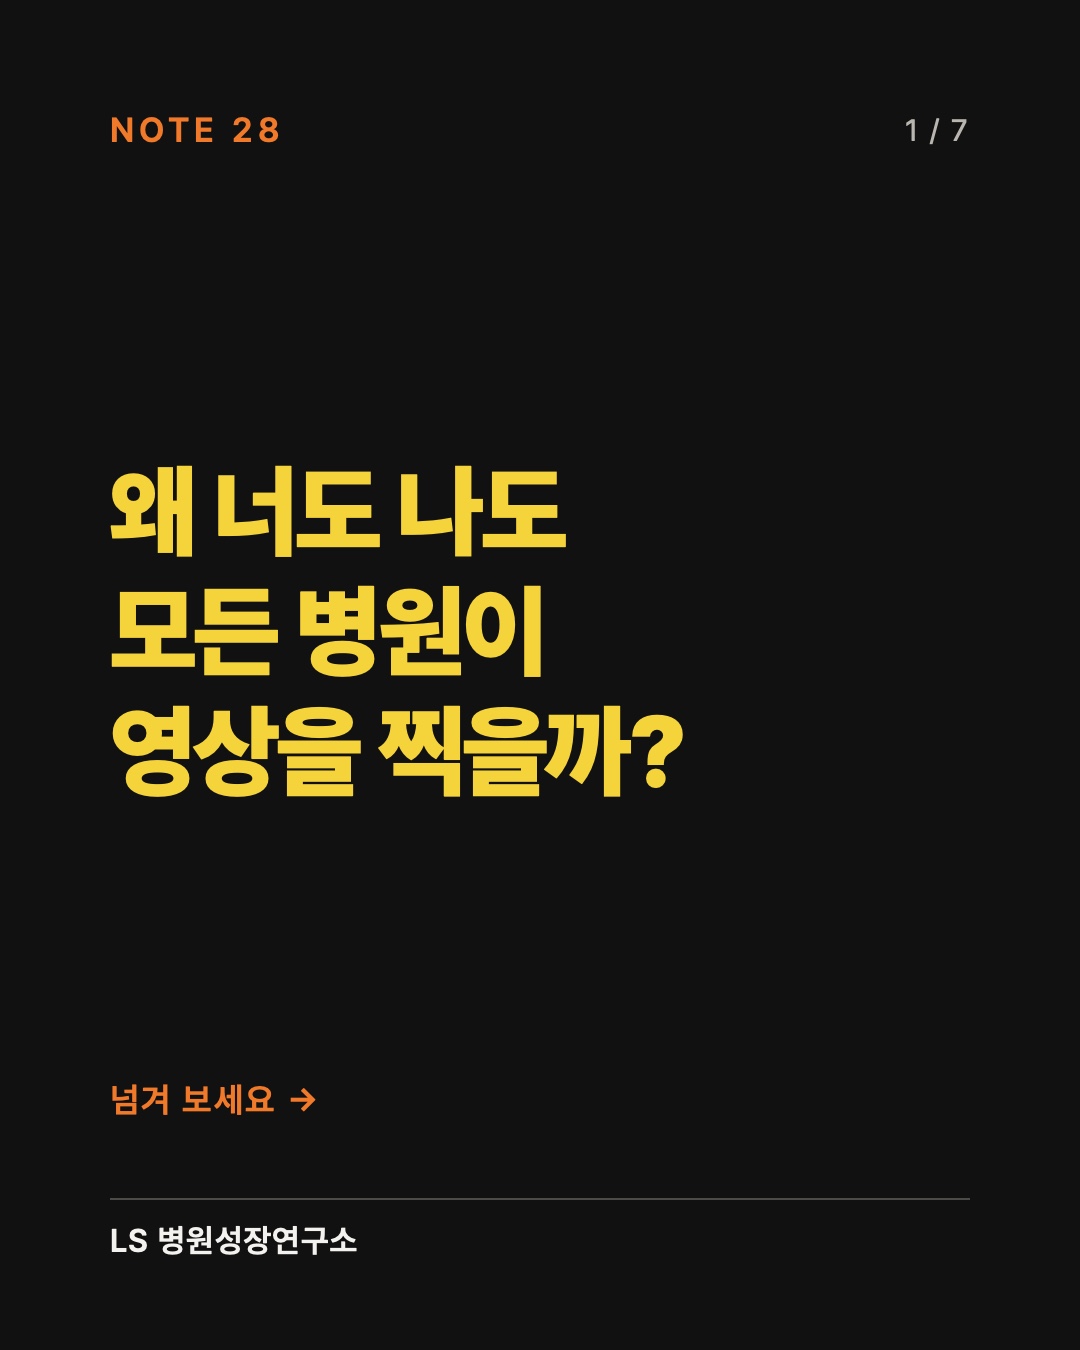 NOTE 28
1 / 7
왜 너도 나도
모든 병원이
영상을 찍을까?
넘겨 보세요 →
LS 병원성장연구소